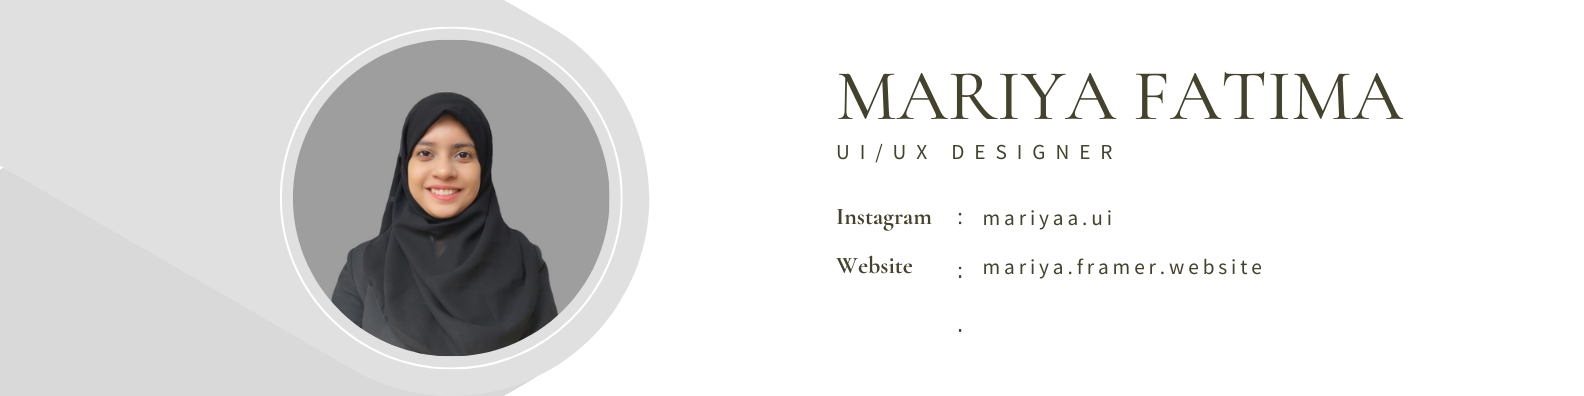 MARIYA FATIMA
UI/UX DESIGNER
Instagram : mariyaa.ui
Website : mariya.framer.website
.